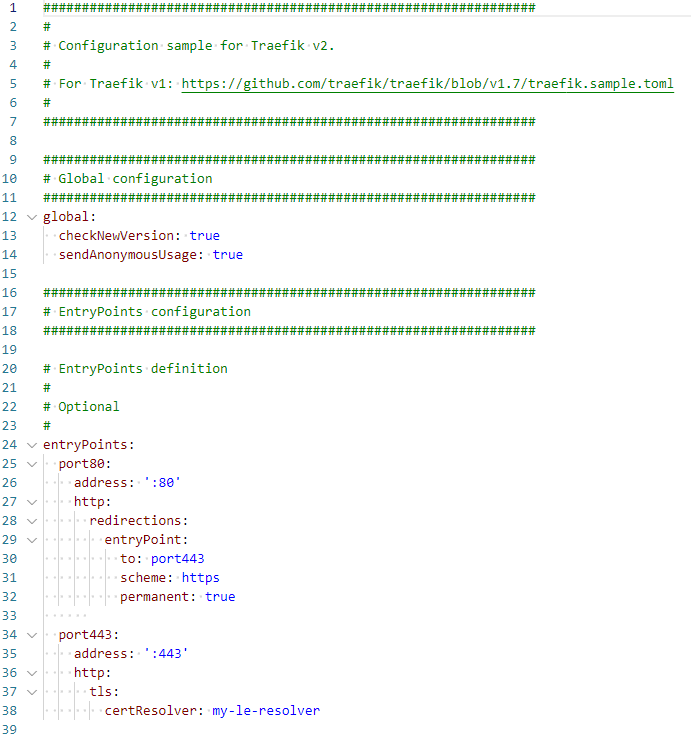 1 ################################################################
2 #
3 # Configuration sample for Traefik v2.
4 #
5 # For Traefik v1: https://github.com/traefik/traefik/blob/v1.7/traefik.sample.toml
6 #
7 ################################################################
8
9 ################################################################
10 # Global configuration
11 ################################################################
12 global:
13   checkNewVersion: true
14   sendAnonymousUsage: true
15
16 ################################################################
17 # EntryPoints configuration
18 ################################################################
19
20 # EntryPoints definition
21 #
22 # Optional
23 #
24 entryPoints:
25   port80:
26     address: ':80'
27     http:
28       redirections:
29         entryPoint:
30           to: port443
31           scheme: https
32           permanent: true
33
34   port443:
35     address: ':443'
36     http:
37       tls:
38         certResolver: my-le-resolver
39